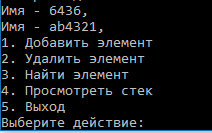 Имя - 6436,
Имя - ab4321,
1. Добавить элемент
2. Удалить элемент
3. Найти элемент
4. Просмотреть стек
5. Выход
Выберите действие: